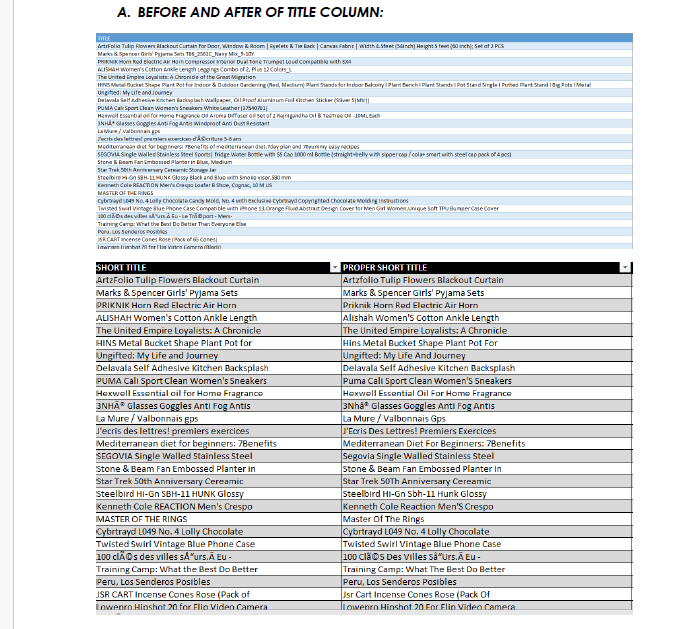 A. BEFORE AND AFTER OF TITLE COLUMN:
TITLE
ArtzFolio Tulip Flowers Blackout Curtain for Door, Window & Room | Eyelets & Tie Back | Canvas Fabric | Width 4.5feet (54inch) Height 5 feet (60 inch); Set of 2 PCS
Marks & Spencer Girls' Pyjama Sets T86_2561C_Navy Mix_9-10Y
PRIKNIK Horn Red Electric Air Horn Compressor Interior Dual Tone Trumpet Loud Compatible with SX4
ALISHAH Women's Cotton Ankle Length Leggings Combo of 2, Plus 12 Colors_L
The United Empire Loyalists: A Chronicle of the Great Migration
HINS Metal Bucket Shape Plant Pot for Indoor & Outdoor Gardening (Red, Medium) Plant Stands for Indoor Balcony | Plant Bench | Plant Stands | Pot Stand Single | Potted Plant Stand | Big Pots | Metal
Ungifted: My Life and Journey
Delavala Self Adhesive Kitchen Backsplash Wallpaper, Oil Proof Aluminum Foil Kitchen Sticker (Sliver 5(Mtr))
PUMA Cali Sport Clean Women's Sneakers White Leather (37540701)
Hexwell Essential oil for Home Fragrance Oil Aroma Diffuser oil Set of 2 Rajnigandha Oil & TeaTree Oil -10ML Each
3NHÂ® Glasses Goggles Anti Fog Antis Windproof Anti Dust Resistant
La Mure / Valbonnais gps
J'ecris des lettres! premiers exercices d'Ã©criture 5-6 ans
Mediterranean diet for beginners: 7Benefits of mediterranean diet,7day plan and 7yummy easy recipes
SEGOVIA Single Walled Stainless Steel Sports| fridge Water Bottle with SS Cap 1000 ml Bottle (straight+belly with sipper cap / cola+ smart with steel cap pack of 4 pcs)
Stone & Beam Fan Embossed Planter in Blue, Medium
Star Trek 50th Anniversary Cereamic Storage Jar
Steelbird Hi-Gn SBH-11 HUNK Glossy Black and Blue with Smoke visor,580 mm
Kenneth Cole REACTION Men's Crespo Loafer B Shoe, Cognac, 10 M US
MASTER OF THE RINGS
Cybrtrayd L049 No. 4 Lolly Chocolate Candy Mold, No. 4 with Exclusive Cybrtrayd Copyrighted Chocolate Molding Instructions
Twisted Swirl Vintage Blue Phone Case Compatible with iPhone 13,Orange Fluid Abstract Design Cover for Men Girl Women,Unique Soft TPU Bumper Case Cover
Training Camp: What the Best Do Better Than Everyone Else
Peru, Los Senderos Posibles
JSR CART Incense Cones Rose (Pack of 65 Cones)
Lowepro Hipshot 20 for Flip Video Camera (Black)
SHORT TITLE PROPER SHORT TITLE
ArtzFolio Tulip Flowers Blackout Curtain Artzfolio Tulip Flowers Blackout Curtain
Marks & Spencer Girls' Pyjama Sets Marks & Spencer Girls' Pyjama Sets
PRIKNIK Horn Red Electric Air Horn Priknik Horn Red Electric Air Horn
ALISHAH Women's Cotton Ankle Length Alishah Women'S Cotton Ankle Length
The United Empire Loyalists: A Chronicle The United Empire Loyalists: A Chronicle
HINS Metal Bucket Shape Plant Pot for Hins Metal Bucket Shape Plant Pot For
Ungifted: My Life and Journey Ungifted: My Life And Journey
Delavala Self Adhesive Kitchen Backsplash Delavala Self Adhesive Kitchen Backsplash
PUMA Cali Sport Clean Women's Sneakers Puma Cali Sport Clean Women'S Sneakers
Hexwell Essential oil for Home Fragrance Hexwell Essential Oil For Home Fragrance
3NHÂ® Glasses Goggles Anti Fog Antis 3Nhâ® Glasses Goggles Anti Fog Antis
La Mure / Valbonnais gps La Mure / Valbonnais Gps
J'ecris des lettres! premiers exercices J'Ecris Des Lettres! Premiers Exercices
Mediterranean diet for beginners: 7Benefits Mediterranean Diet For Beginners: 7Benefits
SEGOVIA Single Walled Stainless Steel Segovia Single Walled Stainless Steel
Stone & Beam Fan Embossed Planter in Stone & Beam Fan Embossed Planter In
Star Trek 50th Anniversary Cereamic Star Trek 50Th Anniversary Cereamic
Steelbird Hi-Gn SBH-11 HUNK Glossy Steelbird Hi-Gn Sbh-11 Hunk Glossy
Kenneth Cole REACTION Men's Crespo Kenneth Cole Reaction Men'S Crespo
MASTER OF THE RINGS Master Of The Rings
Cybrtrayd L049 No. 4 Lolly Chocolate Cybrtrayd L049 No. 4 Lolly Chocolate
Twisted Swirl Vintage Blue Phone Case Twisted Swirl Vintage Blue Phone Case
100 clÃ©s des villes sÅ“urs.Ã Eu - 100 Clã©S Des Villes Så“Urs.Ã Eu -
Training Camp: What the Best Do Better Training Camp: What The Best Do Better
Peru, Los Senderos Posibles Peru, Los Senderos Posibles
JSR CART Incense Cones Rose (Pack of Jsr Cart Incense Cones Rose (Pack Of
Lowepro Hipshot 20 for Flip Video Camera Lowepro Hipshot 20 For Flip Video Camera